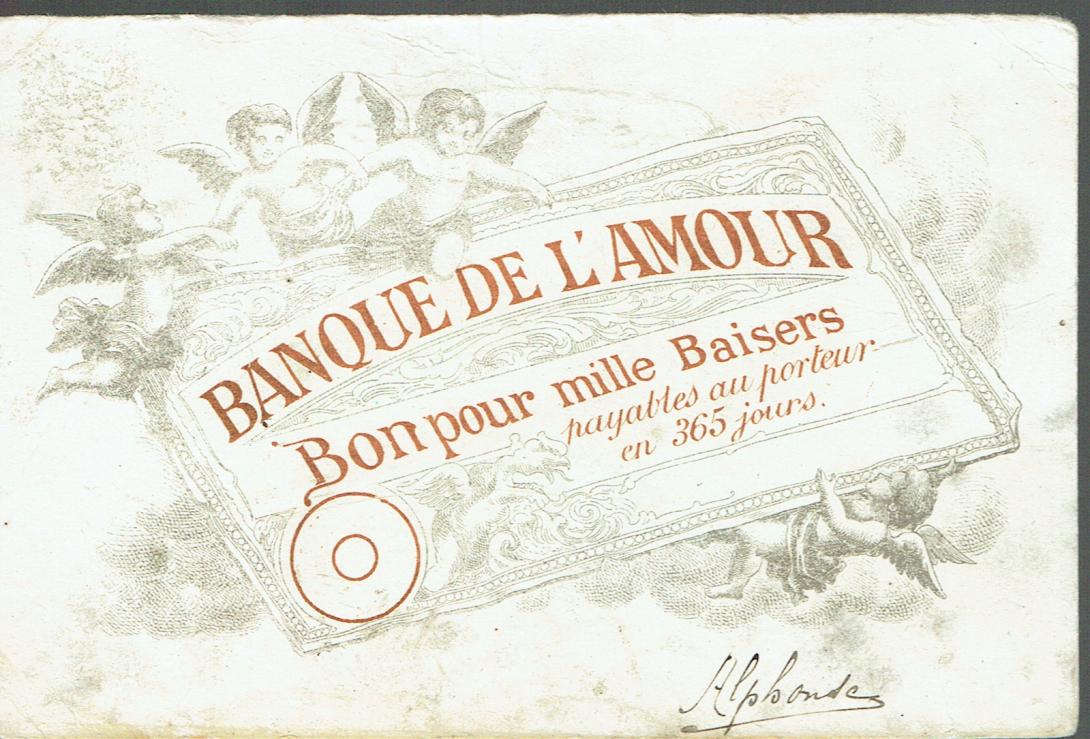 BANQUE DE L'AMOUR
Bon pour mille Baisers
payables au porteur
en 365 jours.
Alphonse